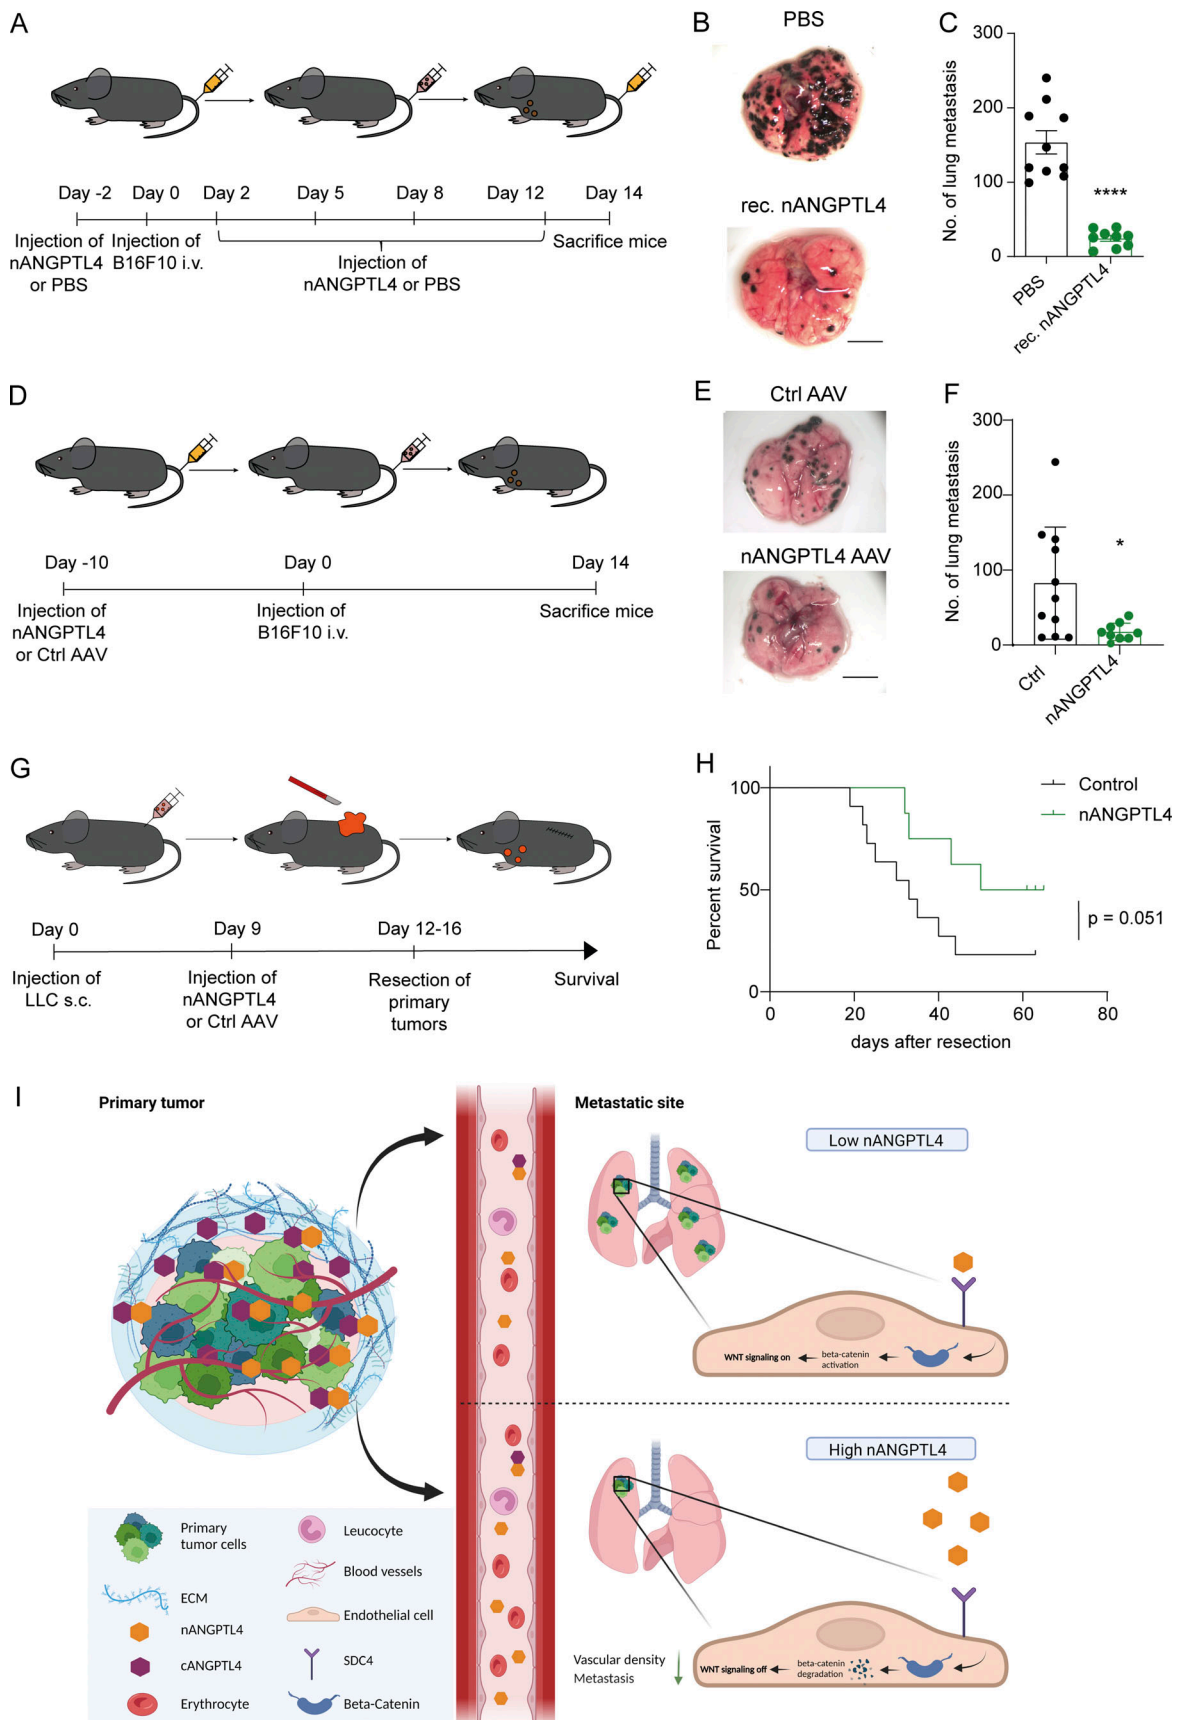 A
Day -2
Day 0
Day 2
Day 5
Day 8
Day 12
Day 14
Injection of
nANGPTL4
or PBS
Injection of
B16F10 i.v.
Injection of
nANGPTL4 or PBS
Sacrifice mice
B
PBS
rec. nANGPTL4
C
No. of lung metastasis
300
200
100
0
****
PBS
rec. nANGPTL4
D
Day -10
Day 0
Day 14
Injection of
nANGPTL4
or Ctrl AAV
Injection of
B16F10 i.v.
Sacrifice mice
E
Ctrl AAV
nANGPTL4 AAV
F
No. of lung metastasis
300
200
100
0
*
Ctrl
nANGPTL4
G
Day 0
Day 9
Day 12-16
Injection of
LLC s.c.
Injection of
nANGPTL4
or Ctrl AAV
Resection of
primary
tumors
Survival
H
Percent survival
100
50
0
0
20
40
60
80
days after resection
Control
nANGPTL4
p = 0.051
I
Primary tumor
Metastatic site
Low nANGPTL4
WNT signaling on
beta-catenin
activation
High nANGPTL4
Vascular density
Metastasis
WNT signaling off
beta-catenin
degradation
Primary
tumor cells
ECM
nANGPTL4
cANGPTL4
Erythrocyte
Leucocyte
Blood vessels
Endothelial cell
SDC4
Beta-Catenin